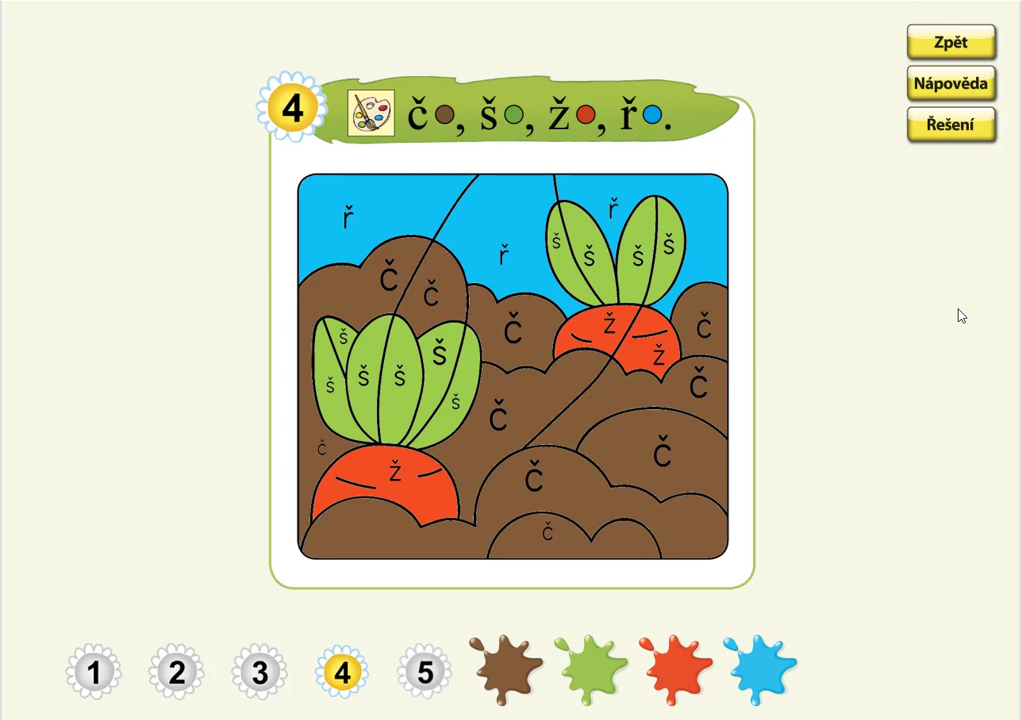 Zpět
Nápověda
Řešení
4 č , š , ž , ř .
ř
ř
ř
š
š
š
š
Č
Č
Č
Č
Ž
Ž
Š
š
š
š
š
š
Č
Č
Č
č
Ž
Č
č
1 2 3 4 5